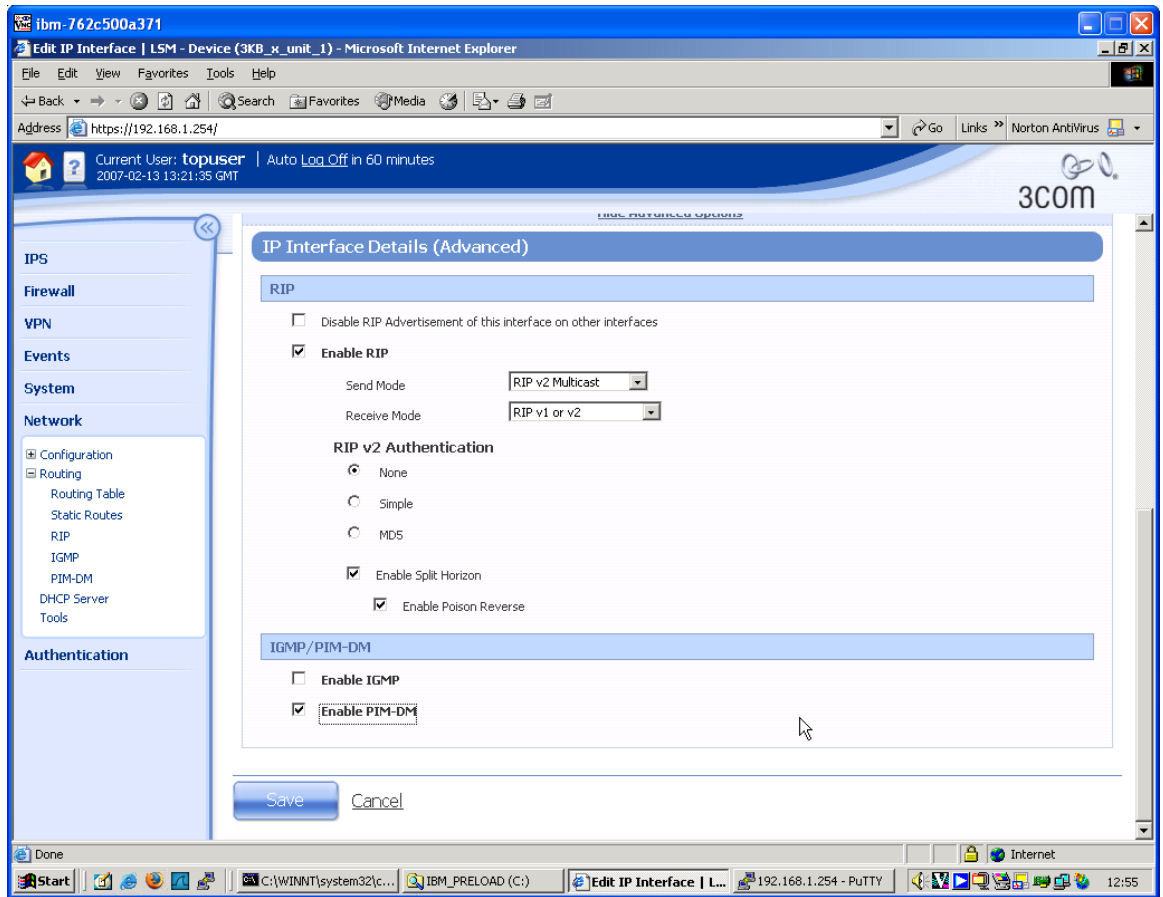 ibm-762c500a371
Edit IP Interface | LSM - Device (3KB_x_unit_1) - Microsoft Internet Explorer
File Edit View Favorites Tools Help
Back Search Favorites Media
Address https://192.168.1.254/ Go Links » Norton AntiVirus
Current User: topuser | Auto Log Off in 60 minutes
2007-02-13 13:21:35 GMT
3COM
Hide Advanced Options
IP Interface Details (Advanced)
IPS
Firewall
VPN
Events
System
Network
Configuration
Routing
Routing Table
Static Routes
RIP
IGMP
PIM-DM
DHCP Server
Tools
Authentication
RIP
Disable RIP Advertisement of this interface on other interfaces
Enable RIP
Send Mode RIP v2 Multicast
Receive Mode RIP v1 or v2
RIP v2 Authentication
None
Simple
MD5
Enable Split Horizon
Enable Poison Reverse
IGMP/PIM-DM
Enable IGMP
Enable PIM-DM
Save Cancel
Done Internet
Start C:\WINNT\system32\c... IBM_PRELOAD (C:) Edit IP Interface | L... 192.168.1.254 - PuTTY 12:55